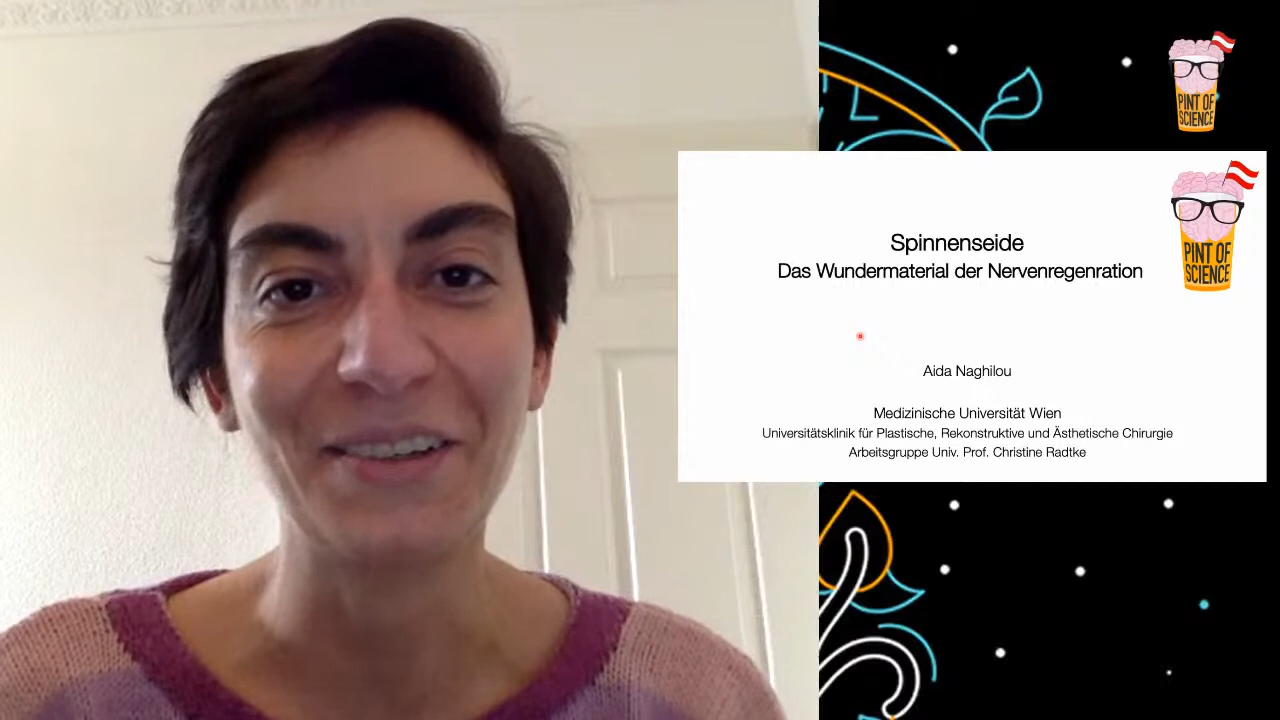 PINT OF
SCIENCE
PINT OF
SCIENCE
Spinnenseide
Das Wundermaterial der Nervenregenration
Aida Naghilou
Medizinische Universität Wien
Universitätsklinik für Plastische, Rekonstruktive und Ästhetische Chirurgie
Arbeitsgruppe Univ. Prof. Christine Radtke